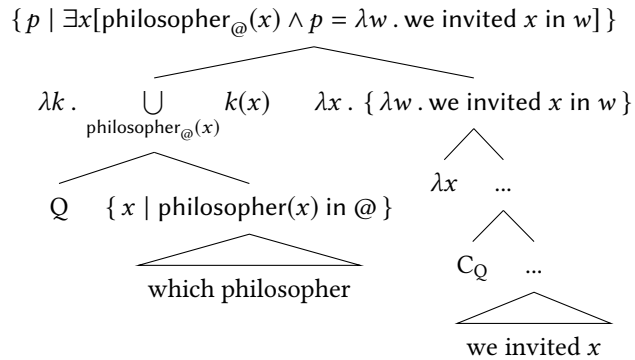 { p | ∃x[philosopher@(x) ∧ p = λw . we invited x in w] }
λk . ⋃ philosopher@(x) k(x) λx . { λw . we invited x in w }
λx ...
Q { x | philosopher(x) in @ }
C_Q ...
which philosopher
we invited x